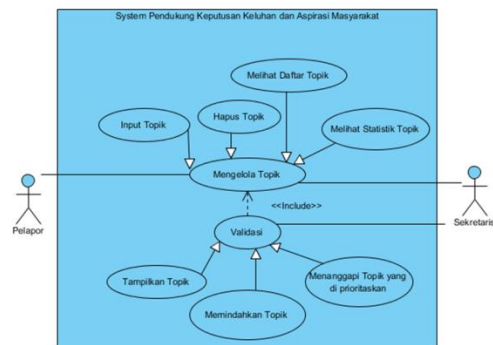 System Pendukung Keputusan Keluhan dan Aspirasi Masyarakat
Melihat Daftar Topik
Hapus Topik
Input Topik
Melihat Statistik Topik
Mengelola Topik
<<Include>>
Pelapor
Sekretaris
Validasi
Tampilkan Topik
Menanggapi Topik yang
di prioritaskan
Memindahkan Topik